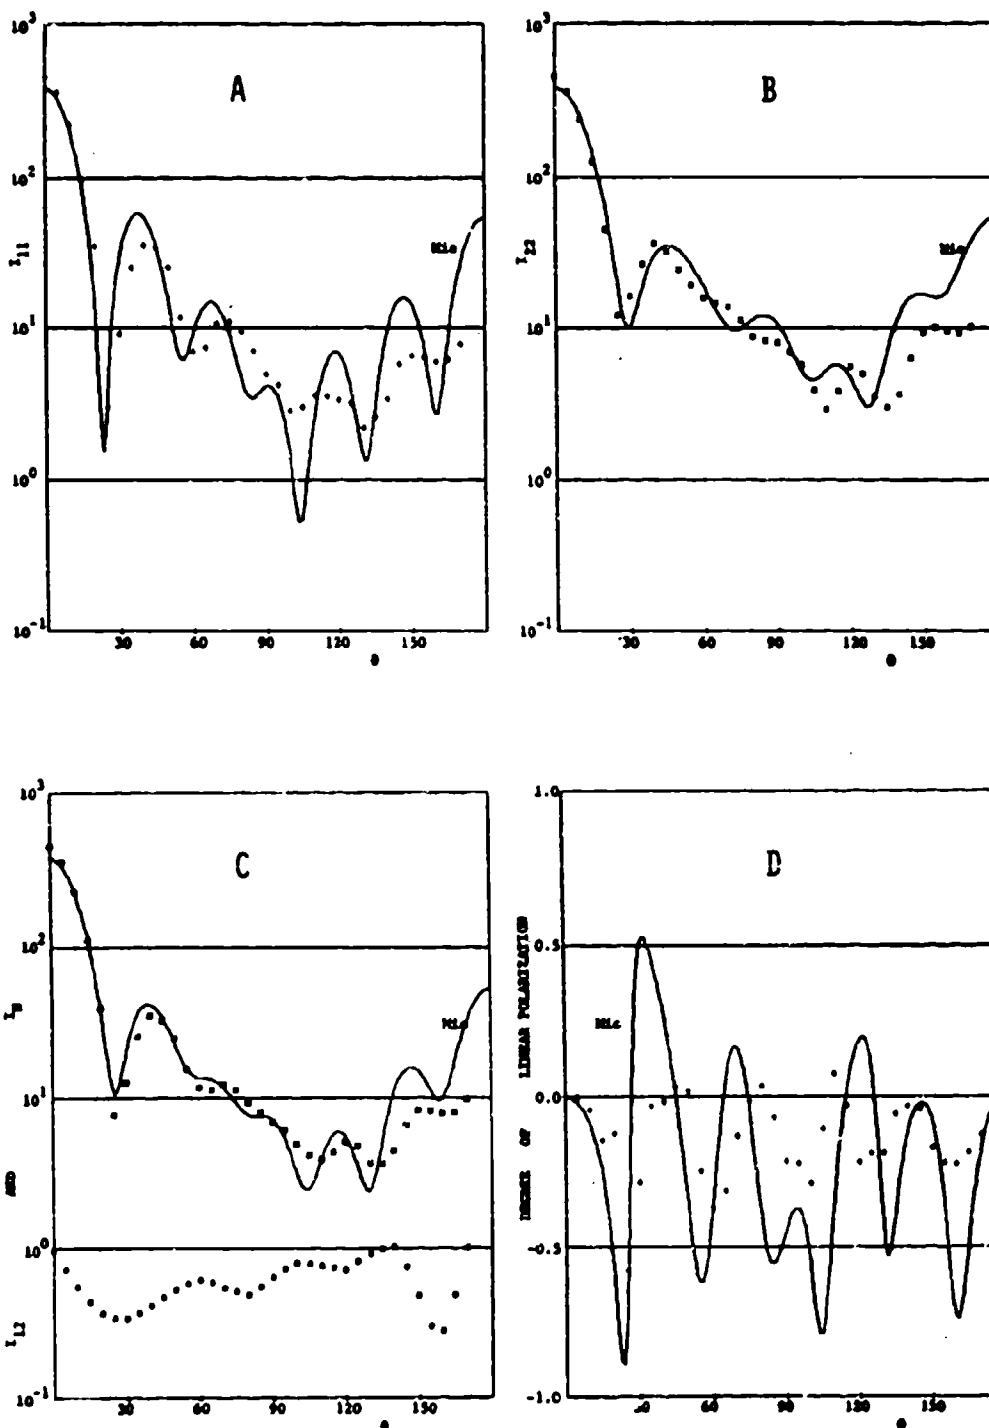 10³ 10³
A B
10² 10²
I₁₁ Mie I₂₂ Mie
10¹ 10¹
10⁰ 10⁰
10⁻¹ 10⁻¹
30 60 90 120 150 30 60 90 120 150
θ θ
10³ 1.0
C D
10² 0.5
Mie Mie
10¹ 0.0
DEGREE OF LINEAR POLARIZATION
I₁₂ AND
10⁰ -0.5
10⁻¹ -1.0
30 60 90 120 150 30 60 90 120 150
θ θ